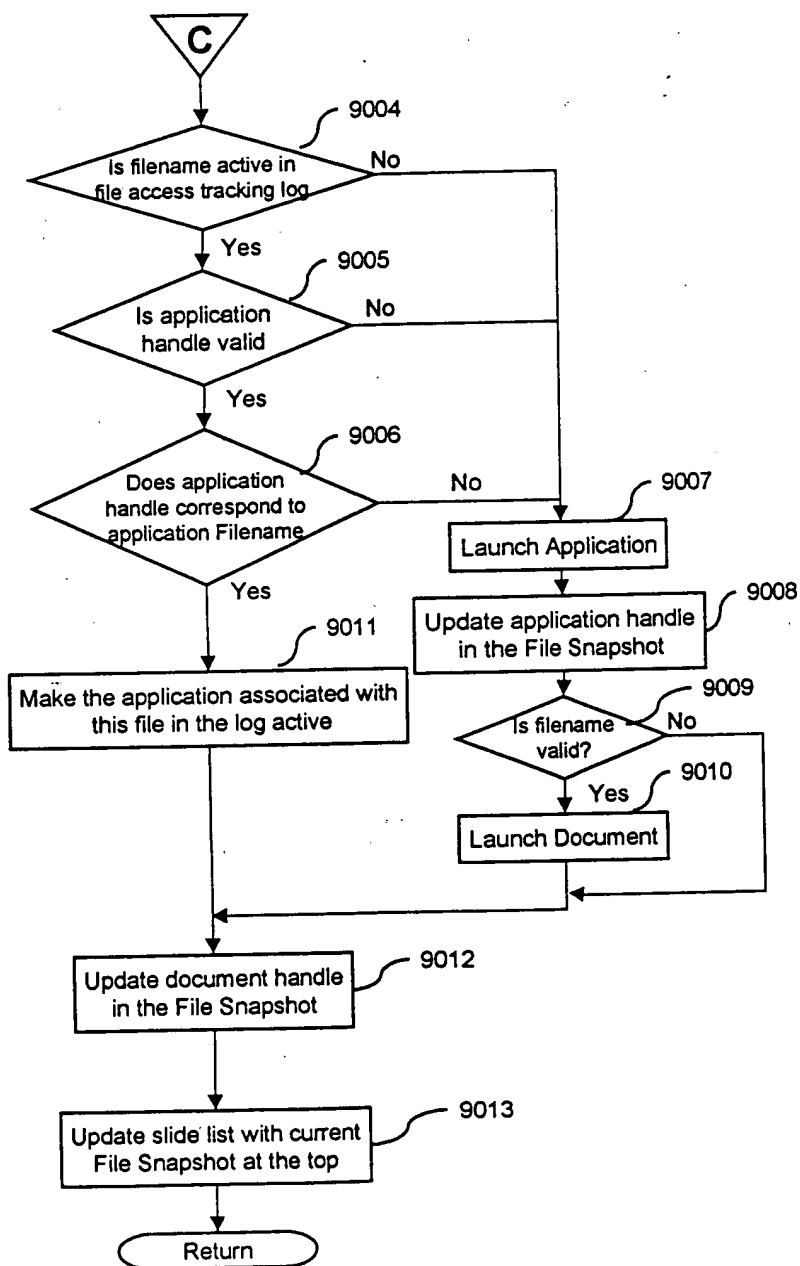 C
9004
Is filename active in
file access tracking log
No
Yes
9005
Is application
handle valid
No
Yes
9006
Does application
handle correspond to
application Filename
No
Yes
9007
Launch Application
9008
Update application handle
in the File Snapshot
9011
Make the application associated with
this file in the log active
9009
Is filename
valid?
No
Yes
9010
Launch Document
9012
Update document handle
in the File Snapshot
9013
Update slide list with current
File Snapshot at the top
Return